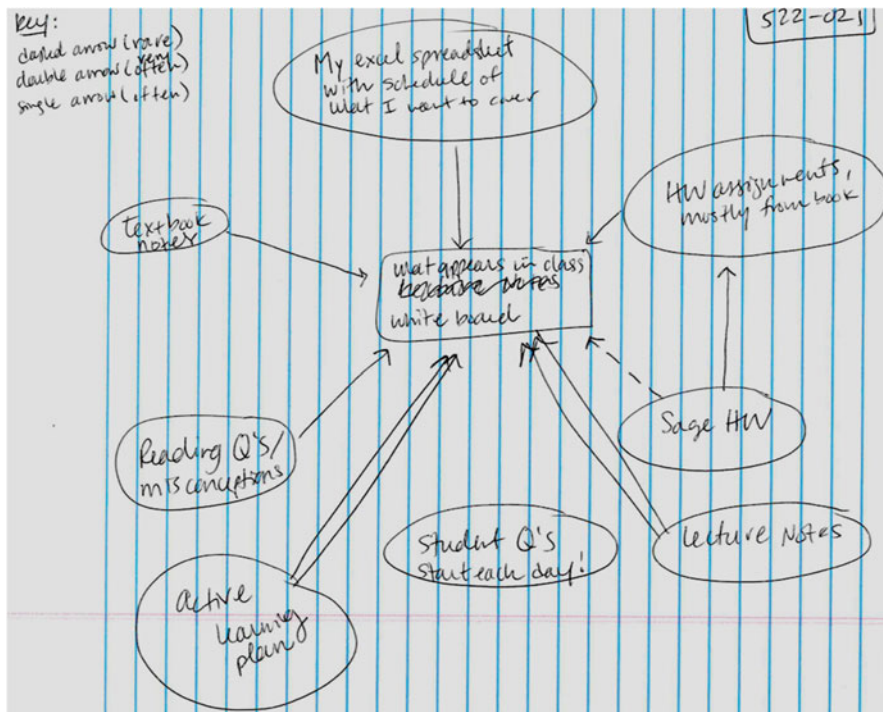 Key:
dashed arrow (rare)
double arrow (very often)
single arrow (often)
522-021
My excel spreadsheet
with schedule of
what I want to cover
HW assignments,
mostly from book
textbook
notes
what appears in class
white board
Sage HW
Reading Q's/
misconceptions
Student Q's
start each day!
Lecture Notes
Active
learning
plan